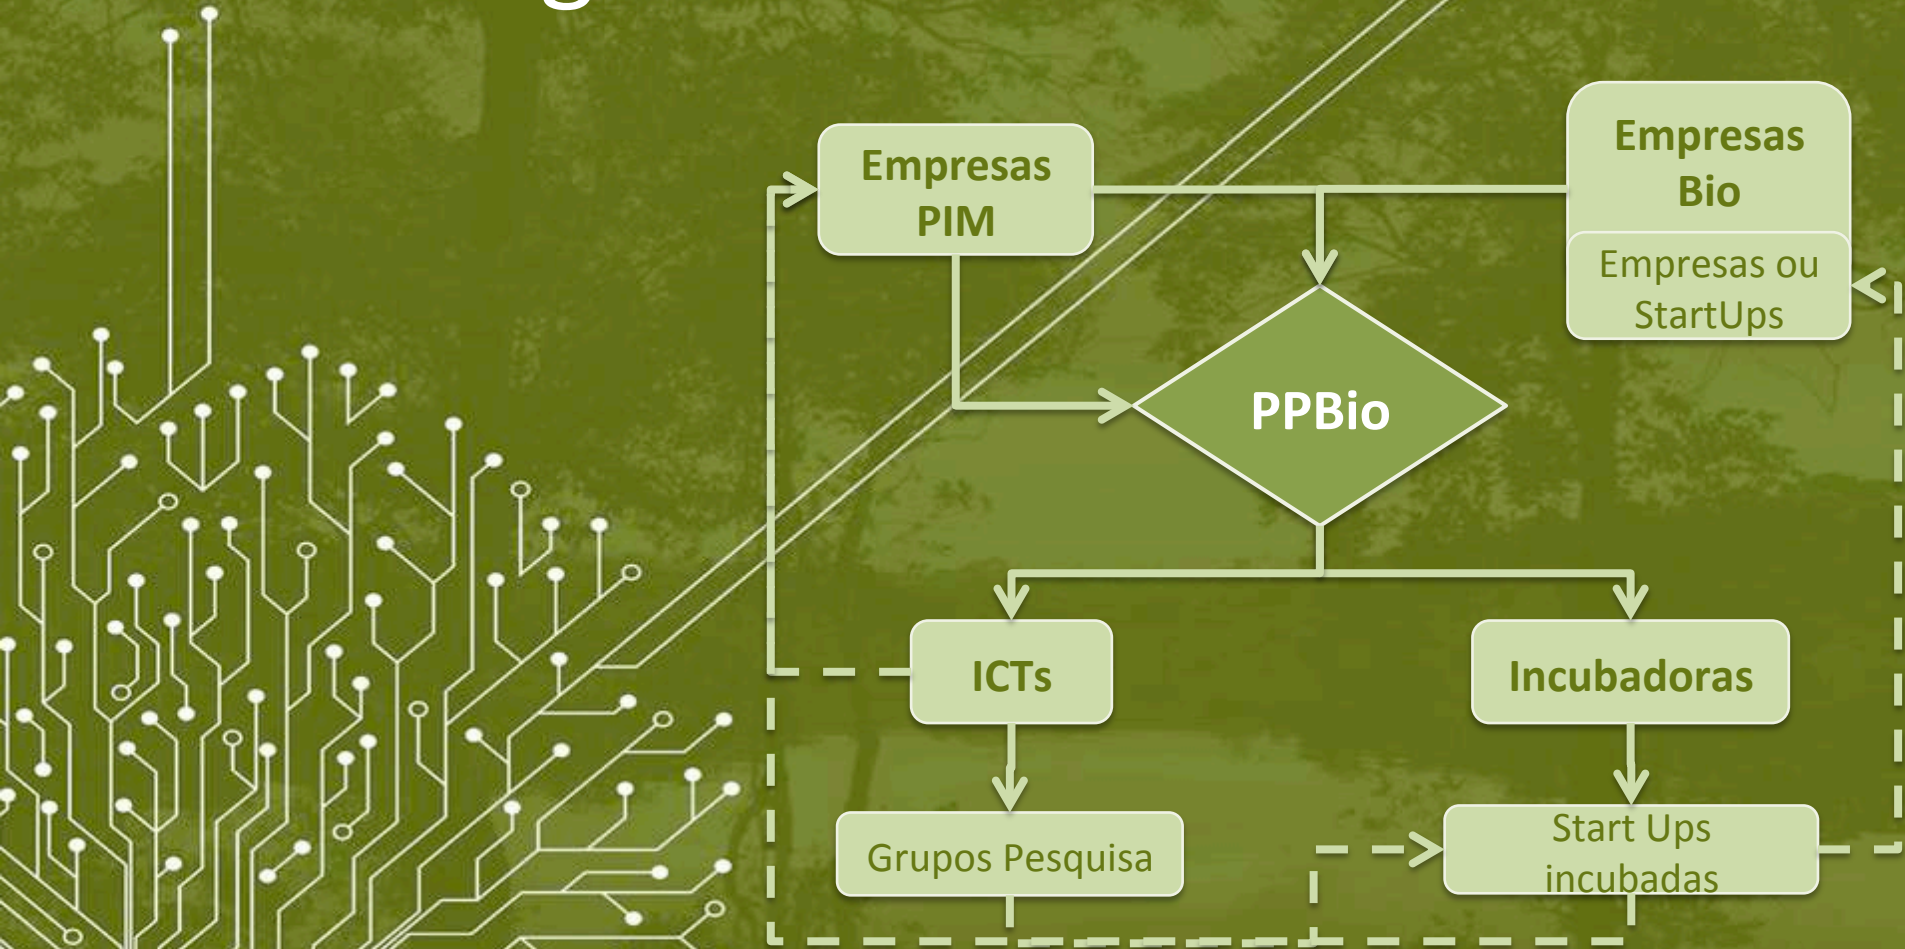 Empresas
PIM
Empresas
Bio
Empresas ou
StartUps
PPBio
ICTs
Incubadoras
Grupos Pesquisa
Start Ups
incubadas